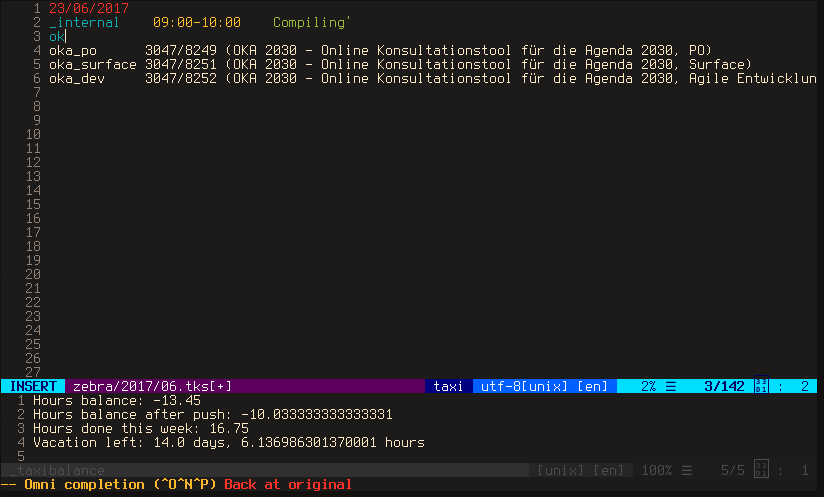 1 23/06/2017
2 _internal 09:00-10:00 Compiling'
3 ok
4 oka_po 3047/8249 (OKA 2030 - Online Konsultationstool für die Agenda 2030, PO)
5 oka_surface 3047/8251 (OKA 2030 - Online Konsultationstool für die Agenda 2030, Surface)
6 oka_dev 3047/8252 (OKA 2030 - Online Konsultationstool für die Agenda 2030, Agile Entwicklun
7
8
9
10
11
12
13
14
15
16
17
18
19
20
21
22
23
24
25
26
27
INSERT zebra/2017/06.tks[+] taxi utf-8[unix] [en] 2% ☰ 3/142 : 2
1 Hours balance: -13.45
2 Hours balance after push: -10.033333333333331
3 Hours done this week: 16.75
4 Vacation left: 14.0 days, 6.136986301370001 hours
5
_taxibalance [unix] [en] 100% ☰ 5/5 : 1
-- Omni completion (^O^N^P) Back at original